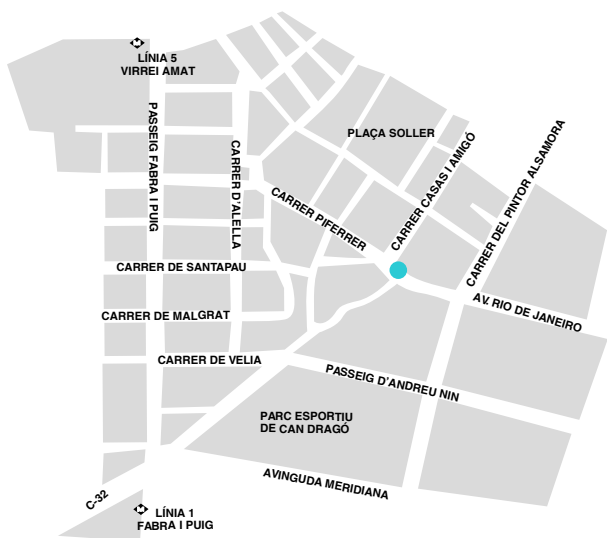 LÍNIA 5
VIRREI AMAT
PASSEIG FABRA I PUIG
CARRER D'ALELLA
PLAÇA SOLLER
CARRER CASAS I AMIGÓ
CARRER DEL PINTOR ALSAMORA
CARRER PIFERRER
CARRER DE SANTAPAU
AV. RIO DE JANEIRO
CARRER DE MALGRAT
CARRER DE VELIA
PASSEIG D'ANDREU NIN
PARC ESPORTIU
DE CAN DRAGÓ
AVINGUDA MERIDIANA
C-32
LÍNIA 1
FABRA I PUIG